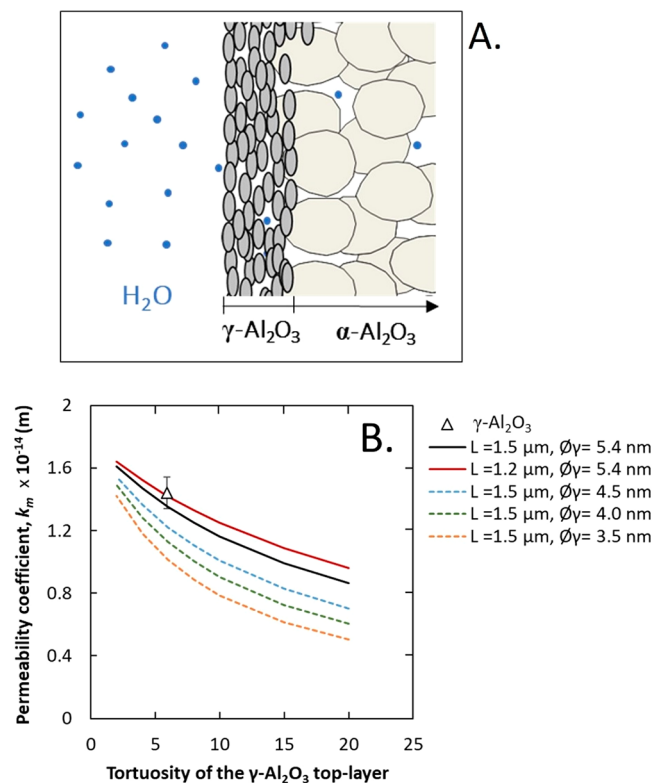 A.
H₂O
γ-Al₂O₃
α-Al₂O₃
B.
2
1.6
1.2
0.8
0.4
0
0
5
10
15
20
25
Permeability coefficient, kₘ x 10⁻¹⁴ (m)
Tortuosity of the γ-Al₂O₃ top-layer
γ-Al₂O₃
L =1.5 µm, Øγ= 5.4 nm
L =1.2 µm, Øγ= 5.4 nm
L =1.5 µm, Øγ= 4.5 nm
L =1.5 µm, Øγ= 4.0 nm
L =1.5 µm, Øγ= 3.5 nm